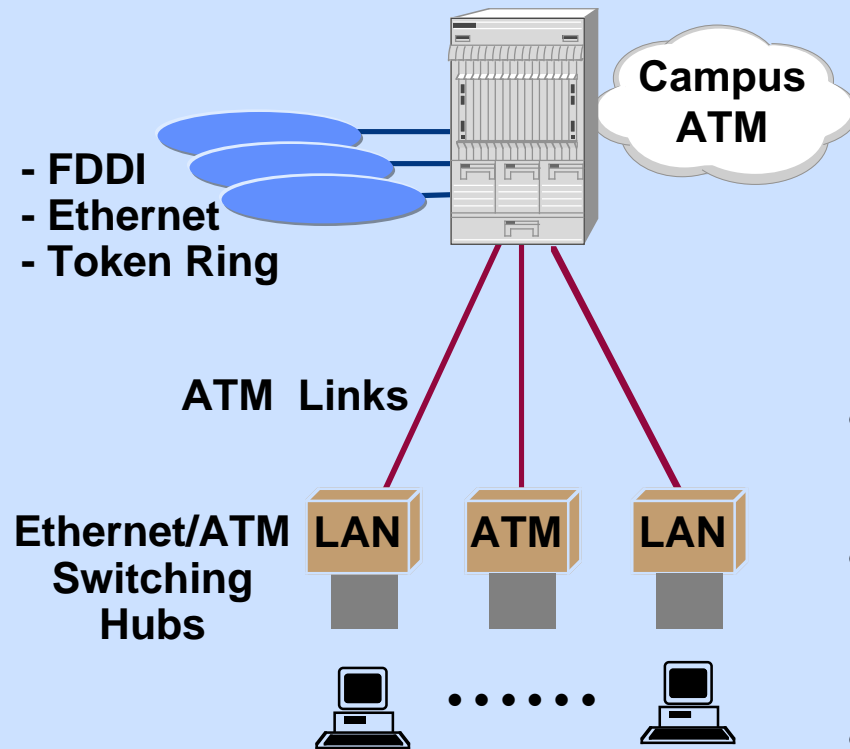 Campus
ATM
- FDDI
- Ethernet
- Token Ring
ATM Links
Ethernet/ATM
Switching
Hubs
LAN
ATM
LAN